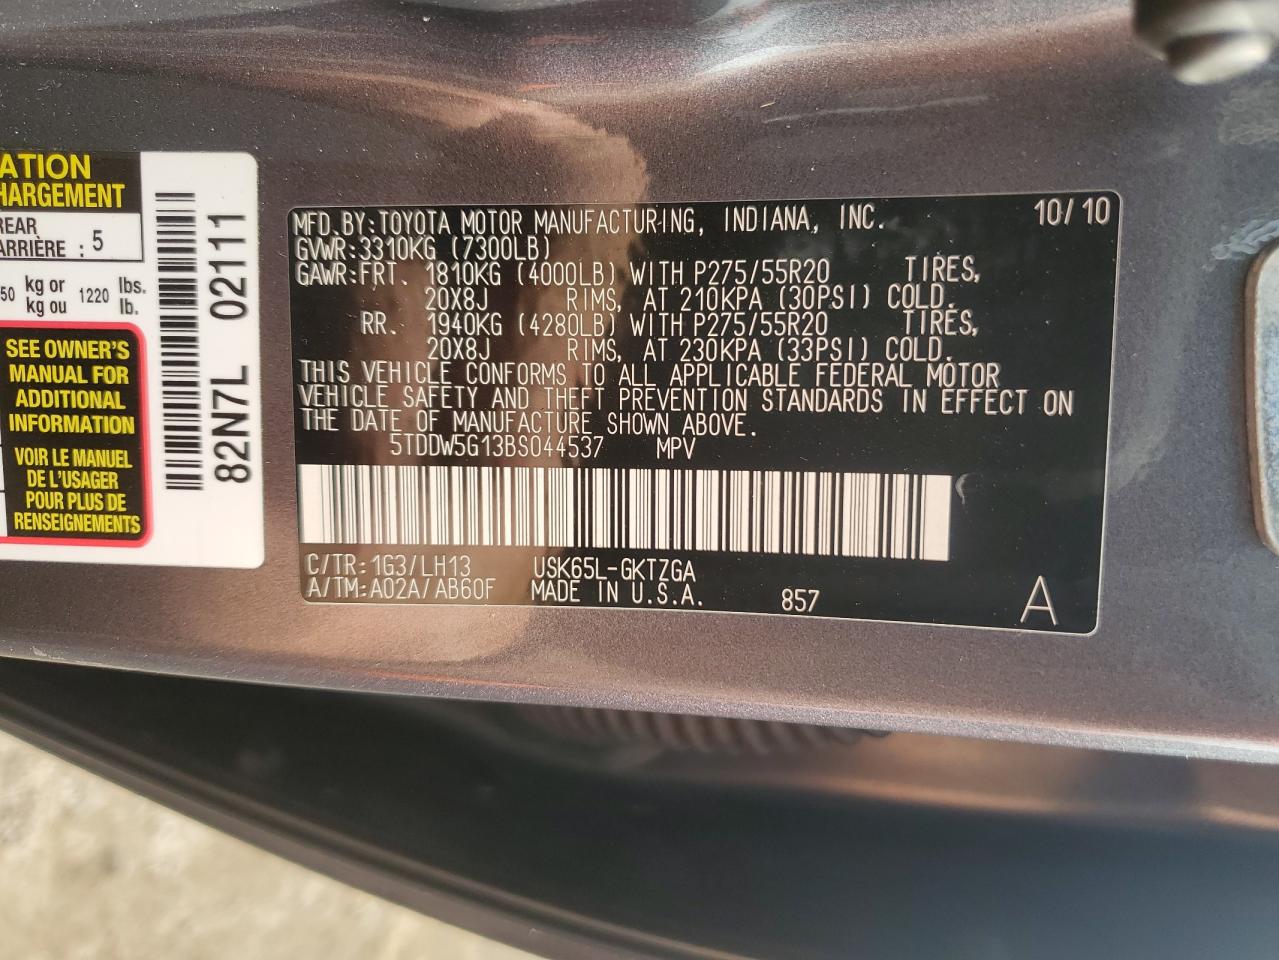 ATION
HARGEMENT
REAR
ARRIÈRE : 5
50 kg or kg ou 1220 lbs. lb.
SEE OWNER'S
MANUAL FOR
ADDITIONAL
INFORMATION
VOIR LE MANUEL
DE L'USAGER
POUR PLUS DE
RENSEIGNEMENTS
82N7L 02111
MFD.BY:TOYOTA MOTOR MANUFACTURING, INDIANA, INC. 10/10
GVWR:3310KG (7300LB)
GAWR:FRT. 1810KG (4000LB) WITH P275/55R20 TIRES,
20X8J RIMS, AT 210KPA (30PSI) COLD.
RR. 1940KG (4280LB) WITH P275/55R20 TIRES,
20X8J RIMS, AT 230KPA (33PSI) COLD.
THIS VEHICLE CONFORMS TO ALL APPLICABLE FEDERAL MOTOR
VEHICLE SAFETY AND THEFT PREVENTION STANDARDS IN EFFECT ON
THE DATE OF MANUFACTURE SHOWN ABOVE.
5TDDW5G13BS044537 MPV
C/TR:1G3/LH13 USK65L-GKTZGA
A/TM:A02A/AB60F MADE IN U.S.A. 857 A